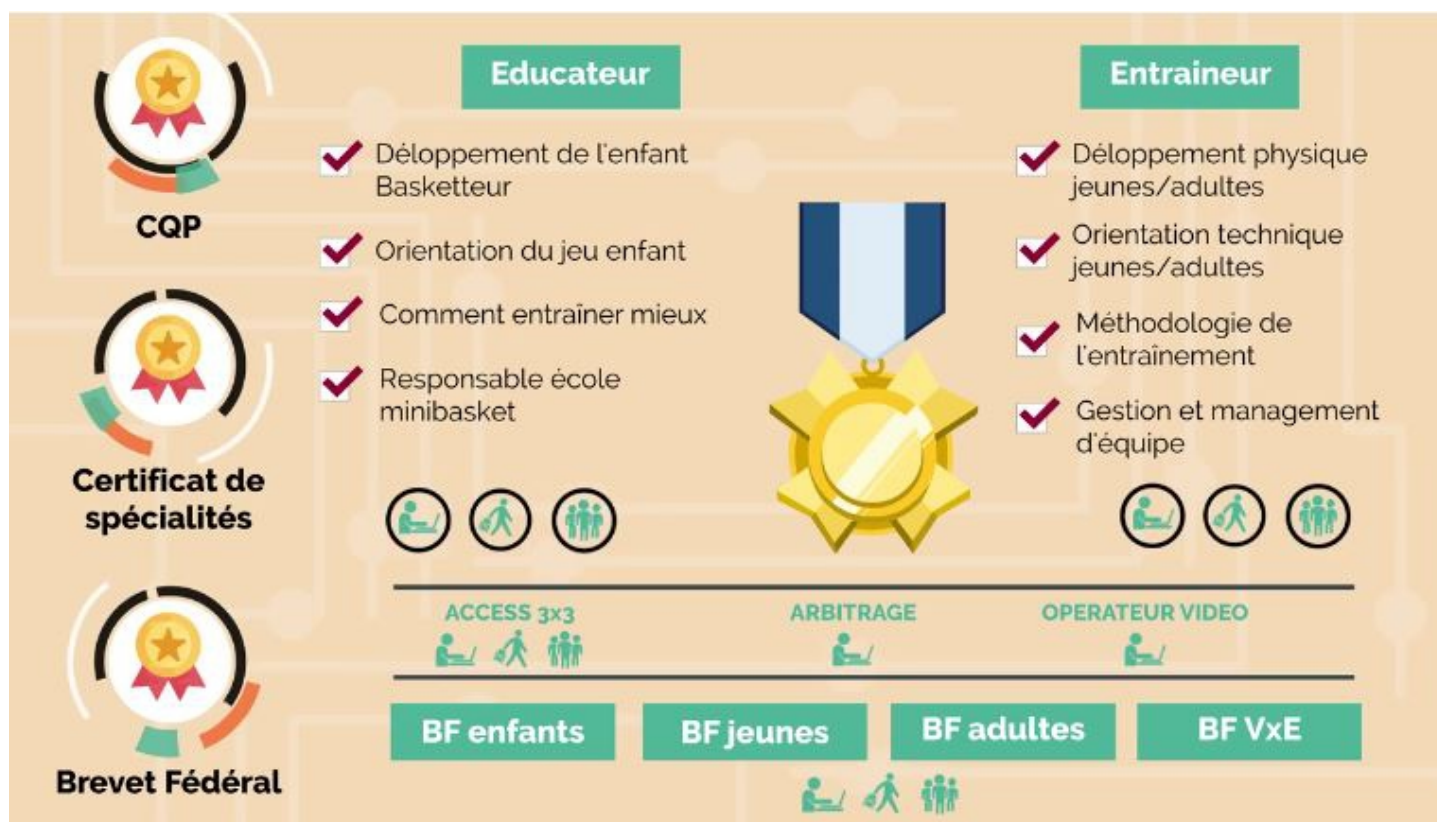 CQP
Certificat de
spécialités
Brevet Fédéral
Educateur
Déloppement de l'enfant
Basketteur
Orientation du jeu enfant
Comment entraîner mieux
Responsable école
minibasket
Entraineur
Déloppement physique
jeunes/adultes
Orientation technique
jeunes/adultes
Méthodologie de
l'entraînement
Gestion et management
d'équipe
ACCESS 3x3
ARBITRAGE
OPERATEUR VIDEO
BF enfants
BF jeunes
BF adultes
BF VxE